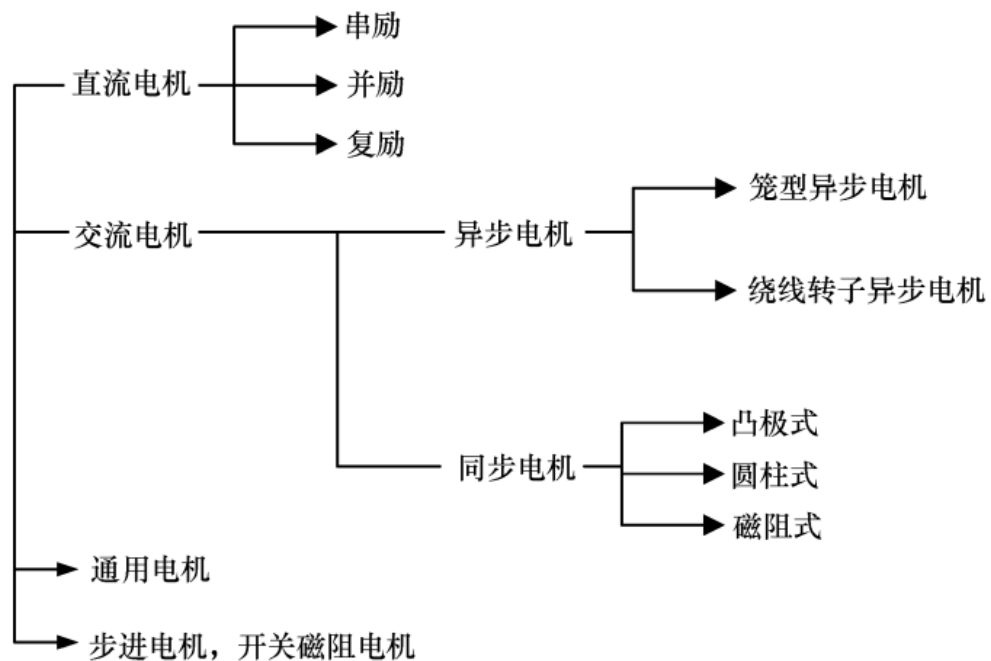 串励
直流电机
并励
复励
笼型异步电机
交流电机
异步电机
绕线转子异步电机
凸极式
同步电机
圆柱式
磁阻式
通用电机
步进电机，开关磁阻电机